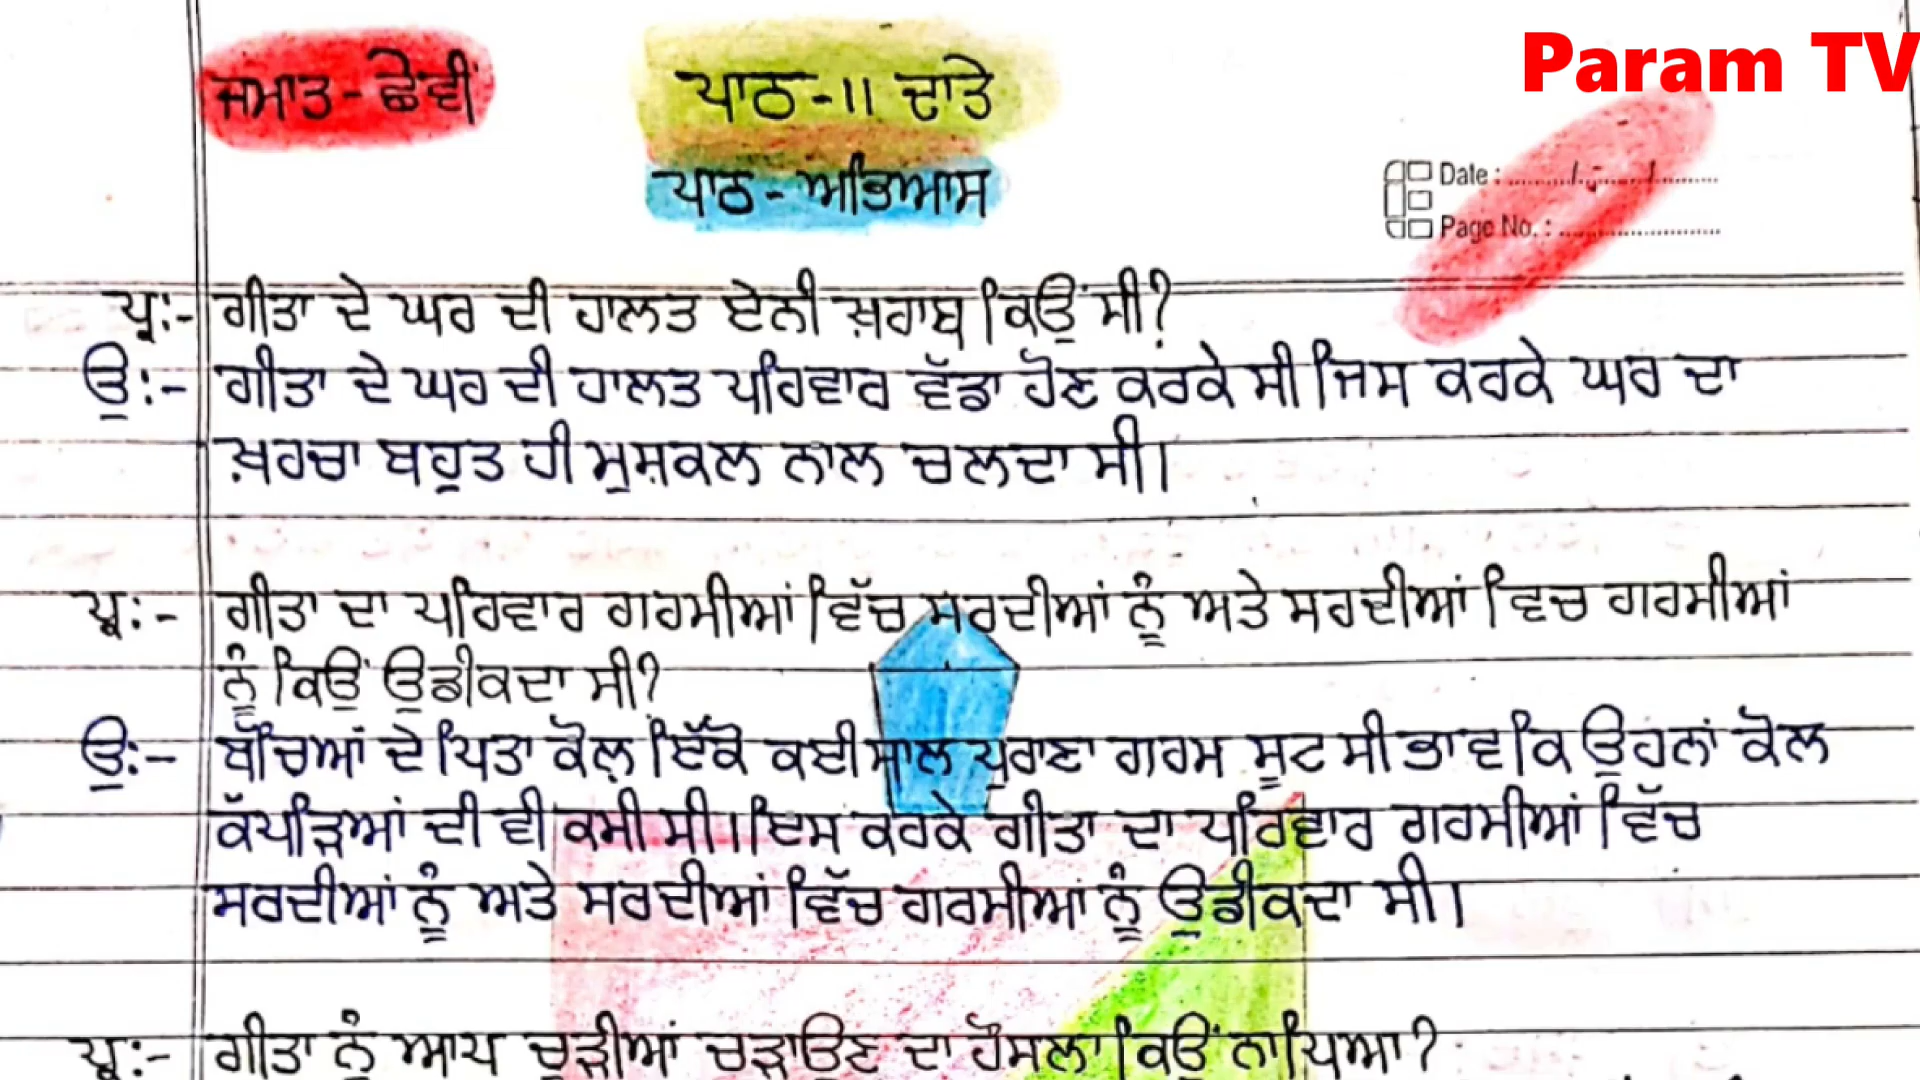 Param TV
ਜਮਾਤ - ਛੇਵੀਂ
ਪਾਠ - 11 ਦਾਤੇ
ਪਾਠ - ਅਭਿਆਸ
Date : ......../......../........
Page No. : ........................
ਪ੍ਰ:- ਗੀਤਾ ਦੇ ਘਰ ਦੀ ਹਾਲਤ ਏਨੀ ਖ਼ਰਾਬ ਕਿਉਂ ਸੀ?
ਉ:- ਗੀਤਾ ਦੇ ਘਰ ਦੀ ਹਾਲਤ ਪਰਿਵਾਰ ਵੱਡਾ ਹੋਣ ਕਰਕੇ ਸੀ ਜਿਸ ਕਰਕੇ ਘਰ ਦਾ
ਖ਼ਰਚਾ ਬਹੁਤ ਹੀ ਮੁਸ਼ਕਲ ਨਾਲ ਚਲਦਾ ਸੀ।
ਪ੍ਰ:- ਗੀਤਾ ਦਾ ਪਰਿਵਾਰ ਗਰਮੀਆਂ ਵਿੱਚ ਸਰਦੀਆਂ ਨੂੰ ਅਤੇ ਸਰਦੀਆਂ ਵਿਚ ਗਰਮੀਆਂ
ਨੂੰ ਕਿਉਂ ਉਡੀਕਦਾ ਸੀ?
ਉ:- ਬੱਚਿਆਂ ਦੇ ਪਿਤਾ ਕੋਲ਼ ਇੱਕੋ ਕਈ ਸਾਲ ਪੁਰਾਣਾ ਗਰਮ ਸੂਟ ਸੀ ਭਾਵ ਕਿ ਉਹਨਾਂ ਕੋਲ
ਕੱਪੜਿਆਂ ਦੀ ਵੀ ਕਮੀ ਸੀ। ਇਸ ਕਰਕੇ ਗੀਤਾ ਦਾ ਪਰਿਵਾਰ ਗਰਮੀਆਂ ਵਿੱਚ
ਸਰਦੀਆਂ ਨੂੰ ਅਤੇ ਸਰਦੀਆਂ ਵਿੱਚ ਗਰਮੀਆਂ ਨੂੰ ਉਡੀਕਦਾ ਸੀ।
ਪ੍ਰ:- ਗੀਤਾ ਨੂੰ ਆਪ ਚੂੜੀਆਂ ਚੜਾਉਣ ਦਾ ਹੌਸਲਾ ਕਿਉਂ ਨਾ ਪਿਆ?